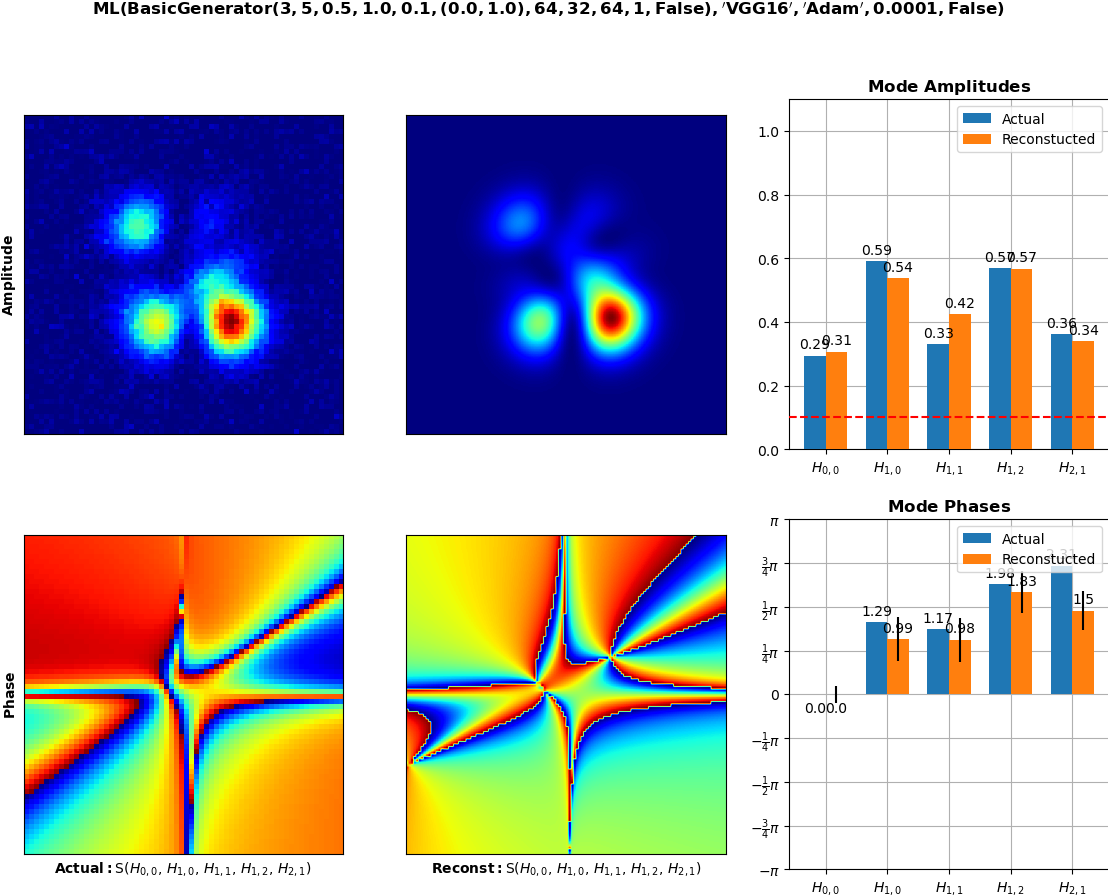 ML(BasicGenerator(3, 5, 0.5, 1.0, 0.1, (0.0, 1.0), 64, 32, 64, 1, False), ′VGG16′, ′Adam′, 0.0001, False)
Amplitude
Mode Amplitudes
Actual
Reconstucted
1.0
0.8
0.6
0.4
0.2
0.0
0.29 0.31
0.59 0.54
0.33 0.42
0.57 0.57
0.36 0.34
H0,0 H1,0 H1,1 H1,2 H2,1
Phase
Actual: S(H0,0, H1,0, H1,1, H1,2, H2,1)
Reconst: S(H0,0, H1,0, H1,1, H1,2, H2,1)
Mode Phases
Actual
Reconstucted
π
3/4π
1/2π
1/4π
0
−1/4π
−1/2π
−3/4π
−π
0.0 0.0
1.29 0.99
1.17 0.98
1.98 1.83
2.31 1.5
H0,0 H1,0 H1,1 H1,2 H2,1